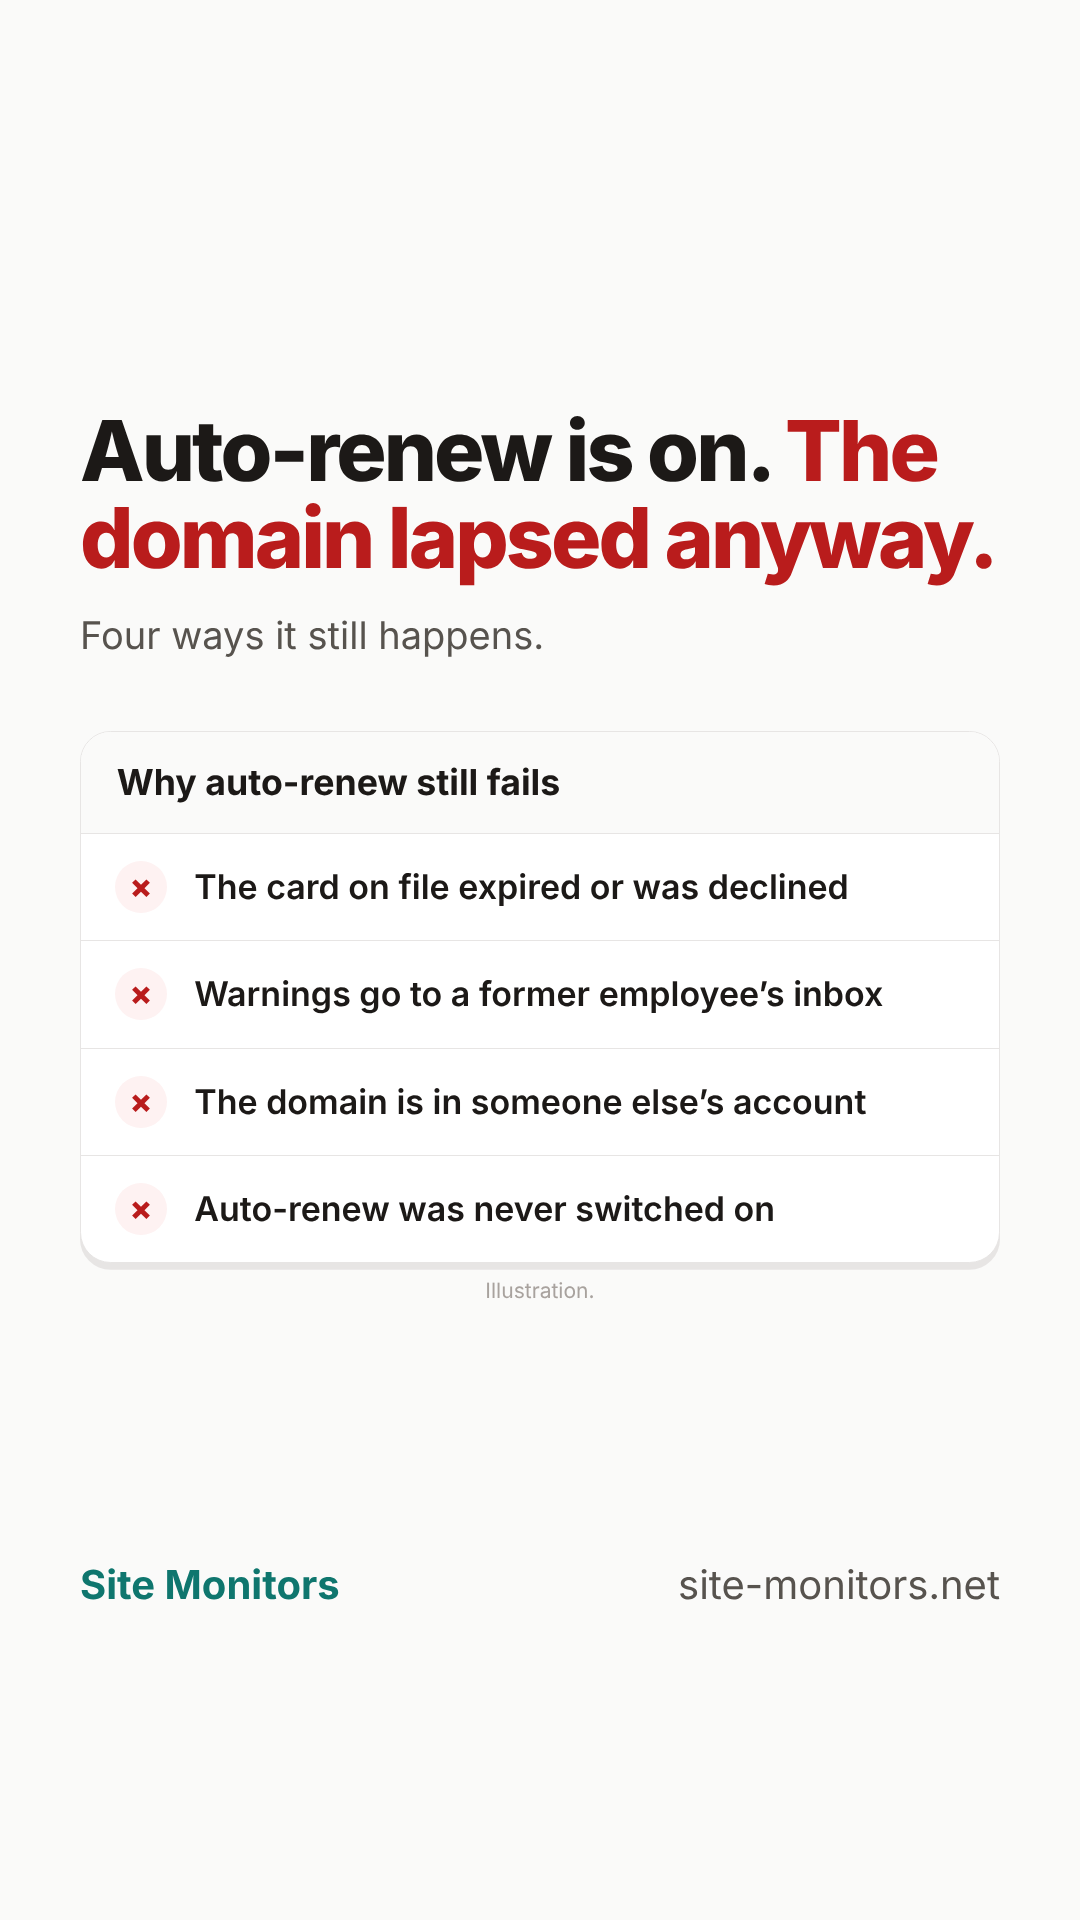 Auto-renew is on. The
domain lapsed anyway.
Four ways it still happens.
Why auto-renew still fails
The card on file expired or was declined
Warnings go to a former employee’s inbox
The domain is in someone else’s account
Auto-renew was never switched on
Illustration.
Site Monitors
site-monitors.net